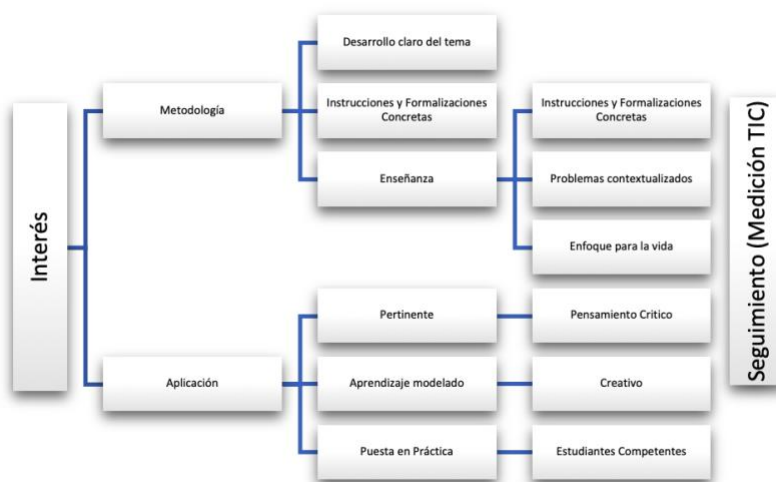 Interés
Metodología
Desarrollo claro del tema
Instrucciones y Formalizaciones
Concretas
Enseñanza
Instrucciones y Formalizaciones
Concretas
Problemas contextualizados
Enfoque para la vida
Aplicación
Pertinente
Pensamiento Critico
Aprendizaje modelado
Creativo
Puesta en Práctica
Estudiantes Competentes
Seguimiento (Medición TIC)